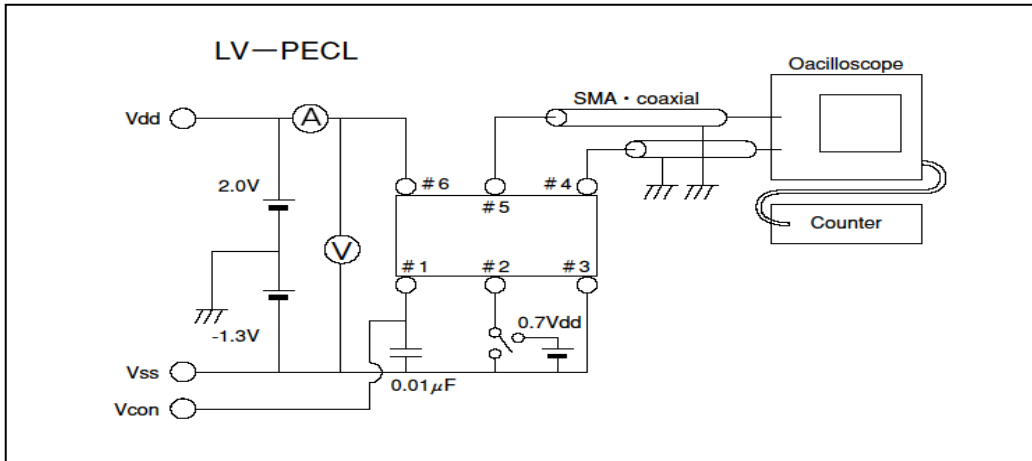 LV—PECL
Oacilloscope
SMA・coaxial
Vdd
A
#6
#5
#4
2.0V
Counter
V
#1
#2
#3
0.7Vdd
-1.3V
Vss
0.01μF
Vcon